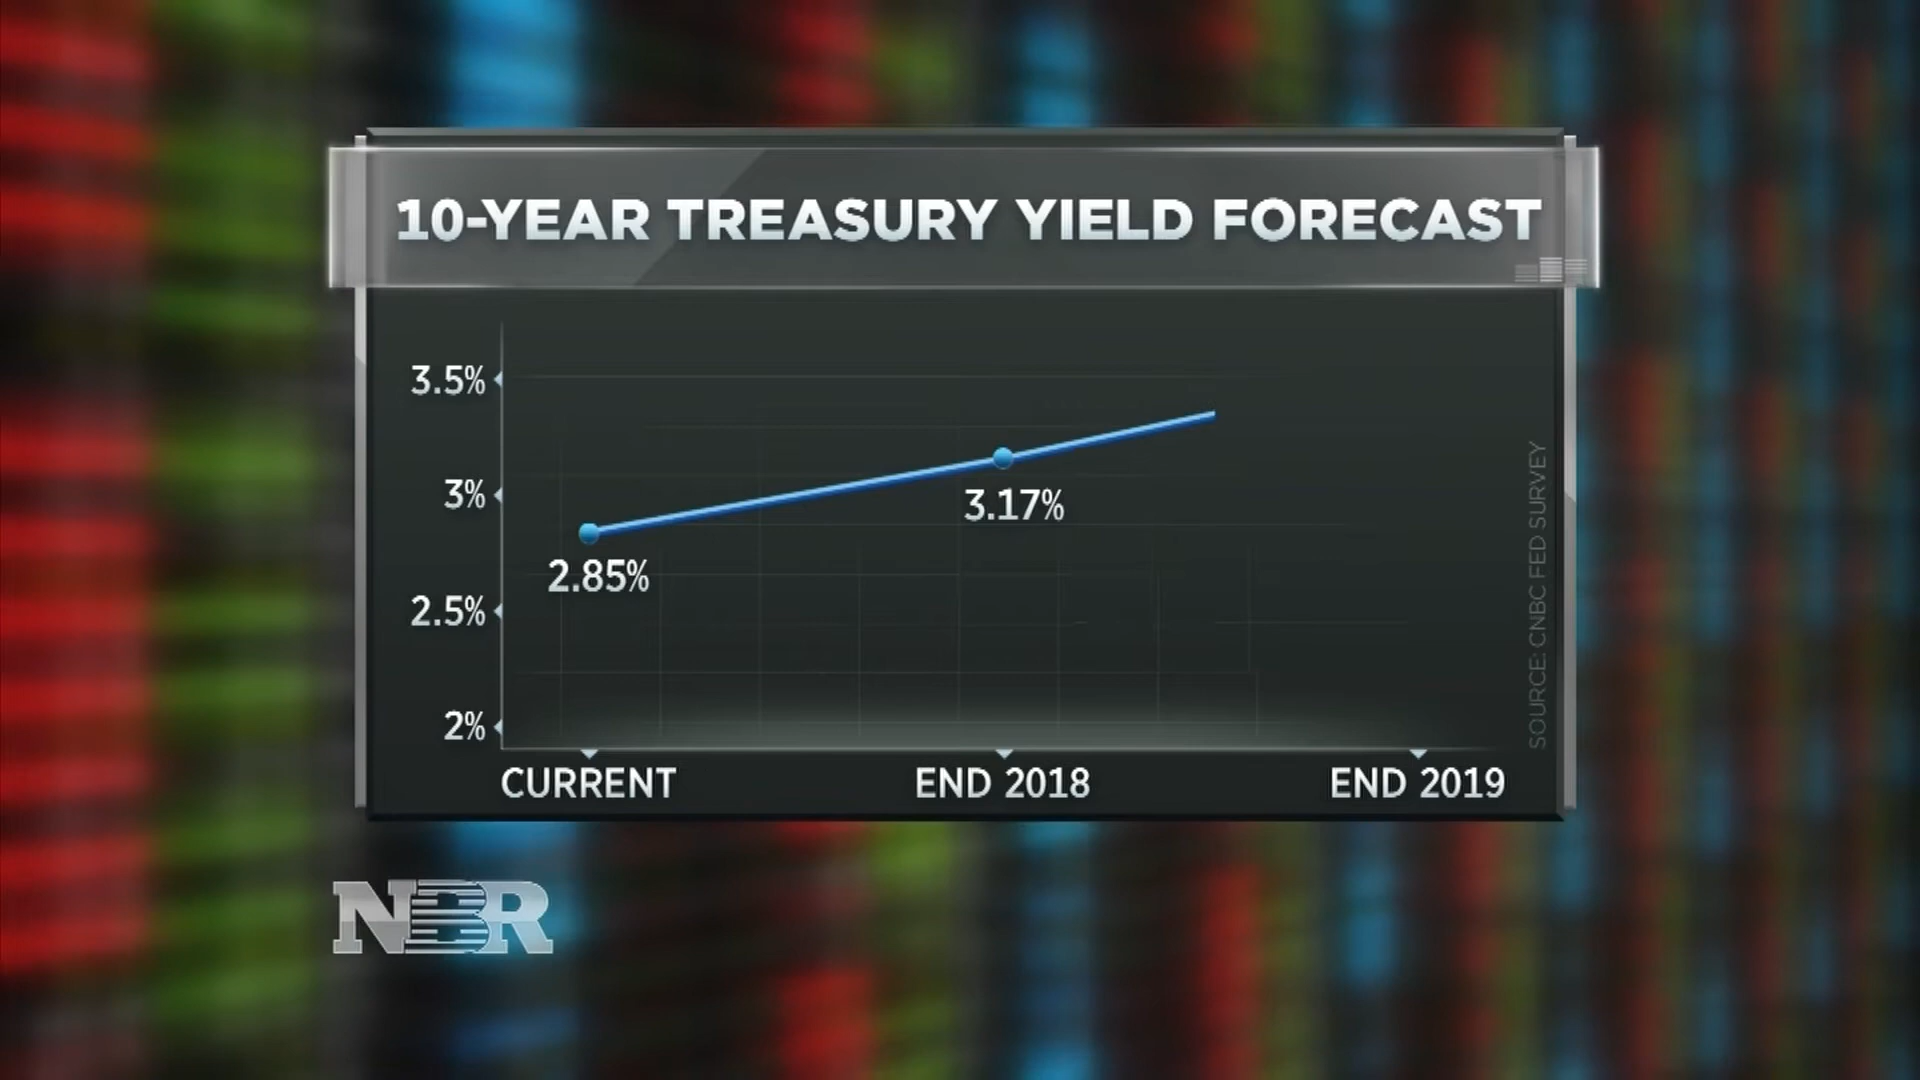 10-YEAR TREASURY YIELD FORECAST
3.5%
3%
2.5%
2%
2.85%
3.17%
CURRENT
END 2018
END 2019
SOURCE: CNBC FED SURVEY
NBR